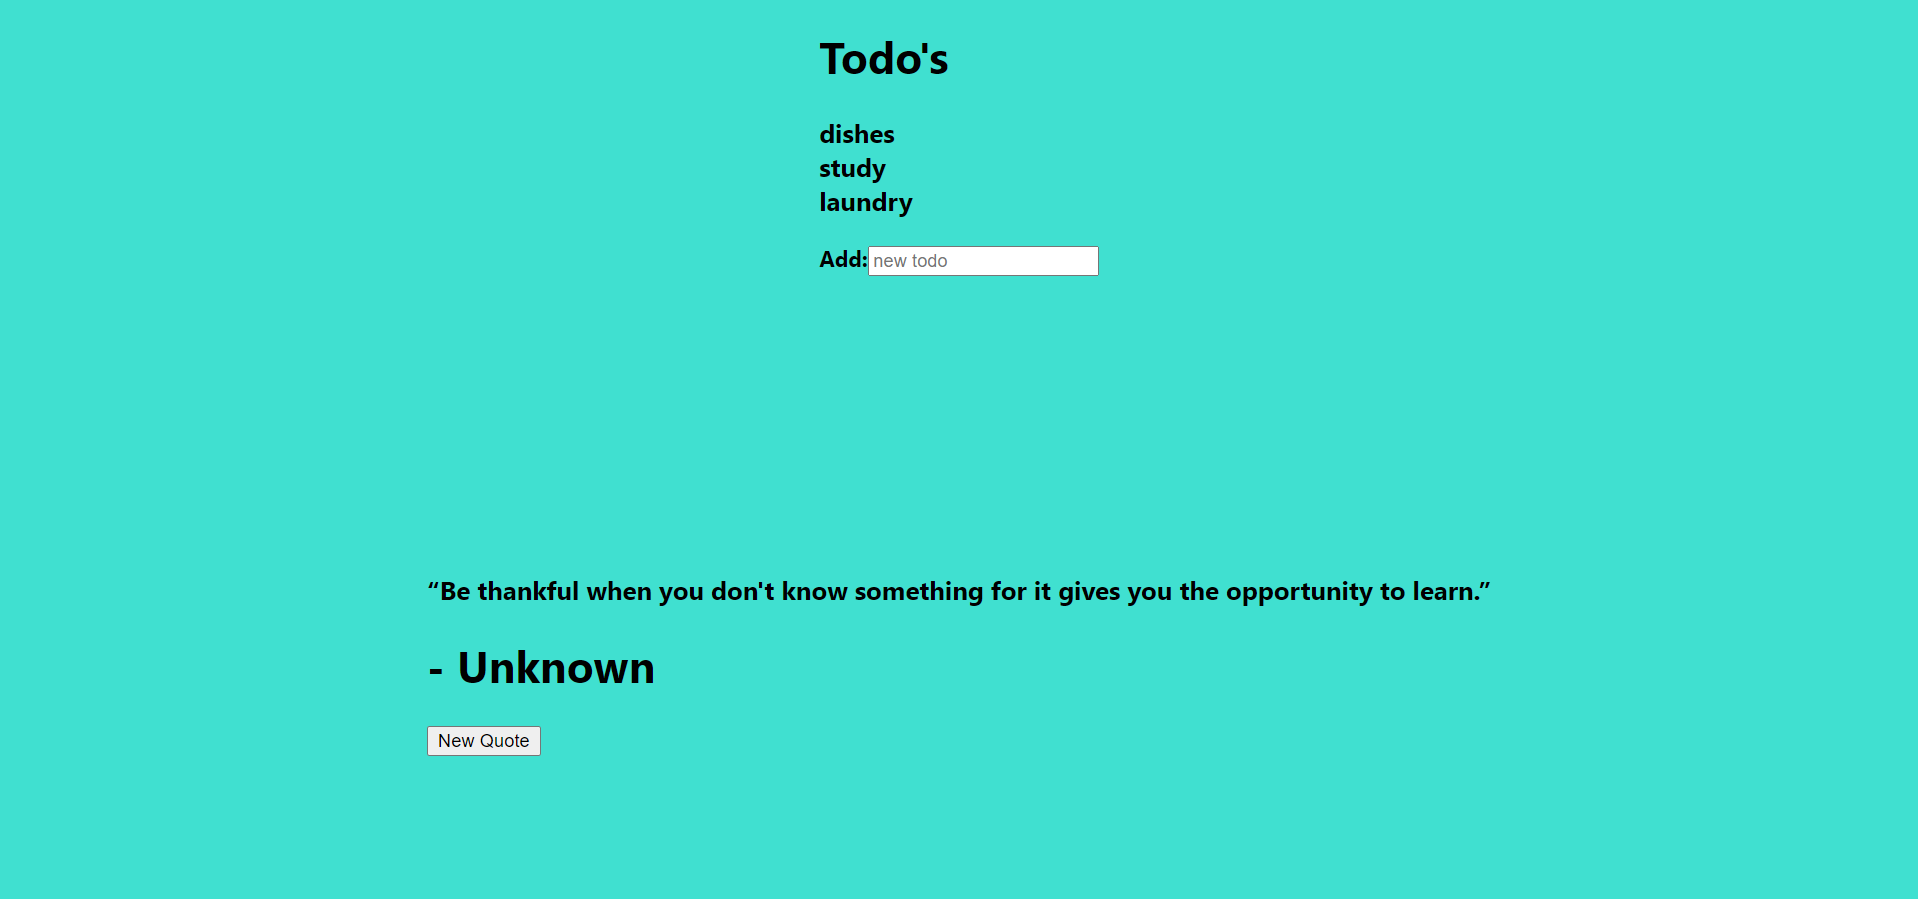 Todo's
dishes
study
laundry
Add: new todo
“Be thankful when you don't know something for it gives you the opportunity to learn.”
- Unknown
New Quote